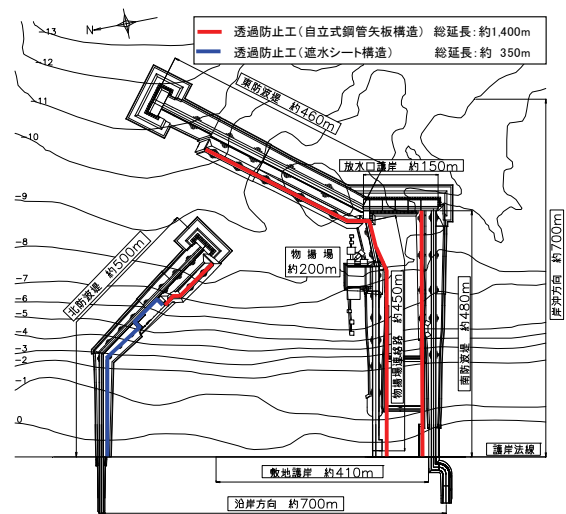 透過防止工(自立式鋼管矢板構造) 総延長:約1,400m
透過防止工(遮水シート構造) 総延長:約 350m
N
-13
-12
-11
-10
-9
-8
-7
-6
-5
-4
-3
-2
-1
0
東防波堤 約460m
放水口護岸 約150m
北防波堤 約500m
物揚場
約200m
物揚場連絡路 約450m
南防波堤 約480m
岸沖方向 約700m
護岸法線
敷地護岸 約410m
沿岸方向 約700m